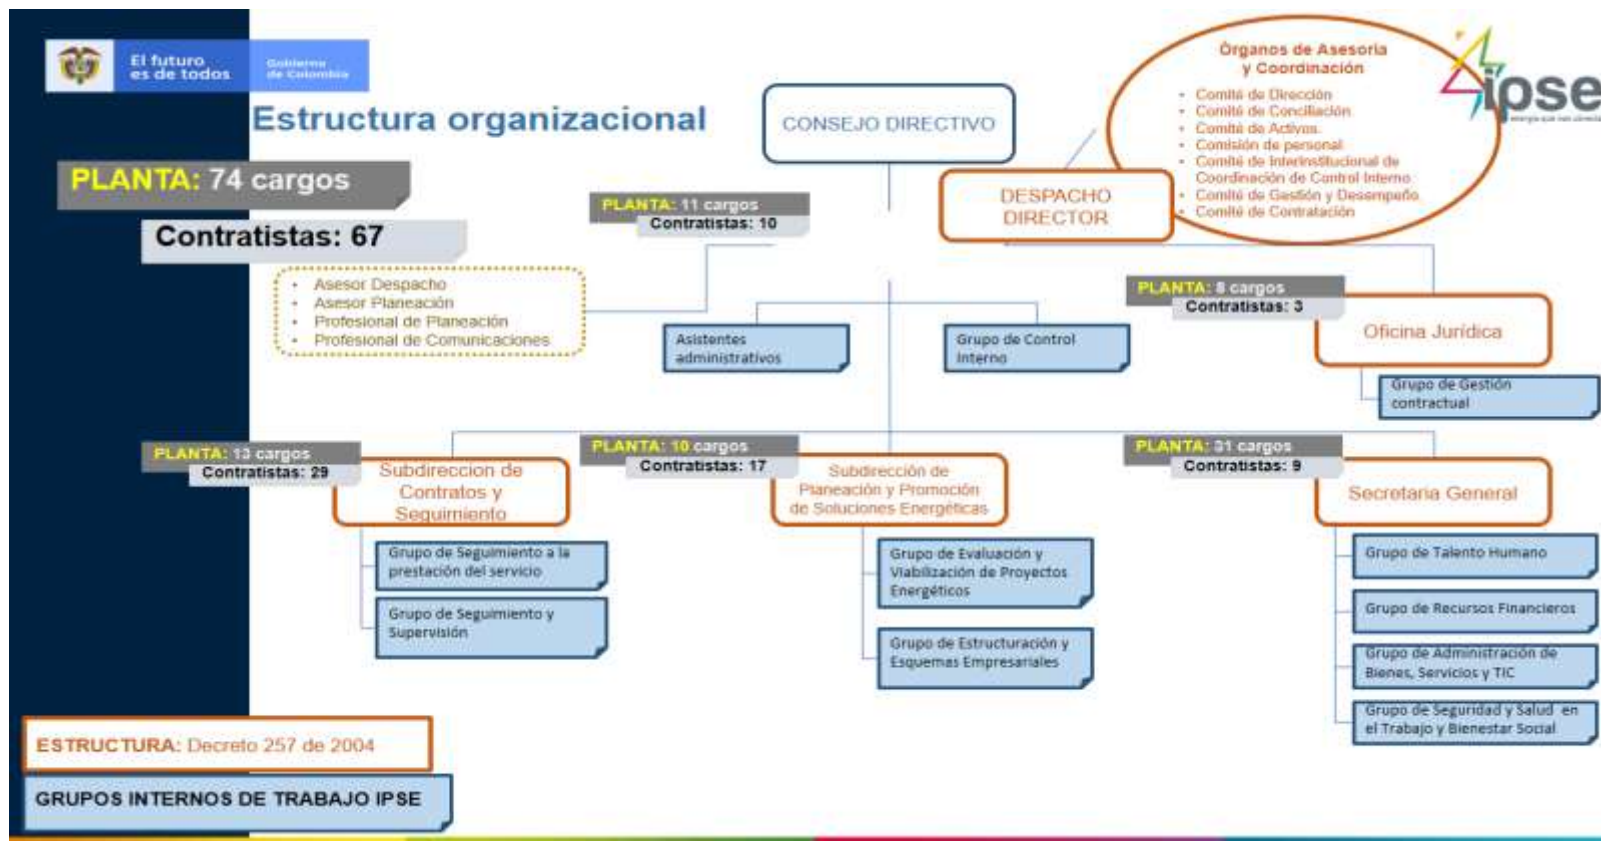 El futuro
es de todos
Gobierno
de Colombia
Estructura organizacional
PLANTA: 74 cargos
Contratistas: 67
CONSEJO DIRECTIVO
Órganos de Asesoría
y Coordinación
• Comité de Dirección
• Comité de Conciliación
• Comité de Activos.
• Comisión de personal
• Comité de Interinstitucional de
Coordinación de Control Interno
• Comité de Gestión y Desempeño
• Comité de Contratación
ipse
DESPACHO
DIRECTOR
PLANTA: 11 cargos
Contratistas: 10
• Asesor Despacho
• Asesor Planeación
• Profesional de Planeación
• Profesional de Comunicaciones
Asistentes
administrativos
Grupo de Control
Interno
PLANTA: 8 cargos
Contratistas: 3
Oficina Jurídica
Grupo de Gestión
contractual
PLANTA: 13 cargos
Contratistas: 29
Subdireccion de
Contratos y
Seguimiento
Grupo de Seguimiento a la
prestación del servicio
Grupo de Seguimiento y
Supervisión
PLANTA: 10 cargos
Contratistas: 17
Subdirección de
Planeación y Promoción
de Soluciones Energéticas
Grupo de Evaluación y
Viabilización de Proyectos
Energéticos
Grupo de Estructuración y
Esquemas Empresariales
PLANTA: 31 cargos
Contratistas: 9
Secretaria General
Grupo de Talento Humano
Grupo de Recursos Financieros
Grupo de Administración de
Bienes, Servicios y TIC
Grupo de Seguridad y Salud en
el Trabajo y Bienestar Social
ESTRUCTURA: Decreto 257 de 2004
GRUPOS INTERNOS DE TRABAJO IPSE